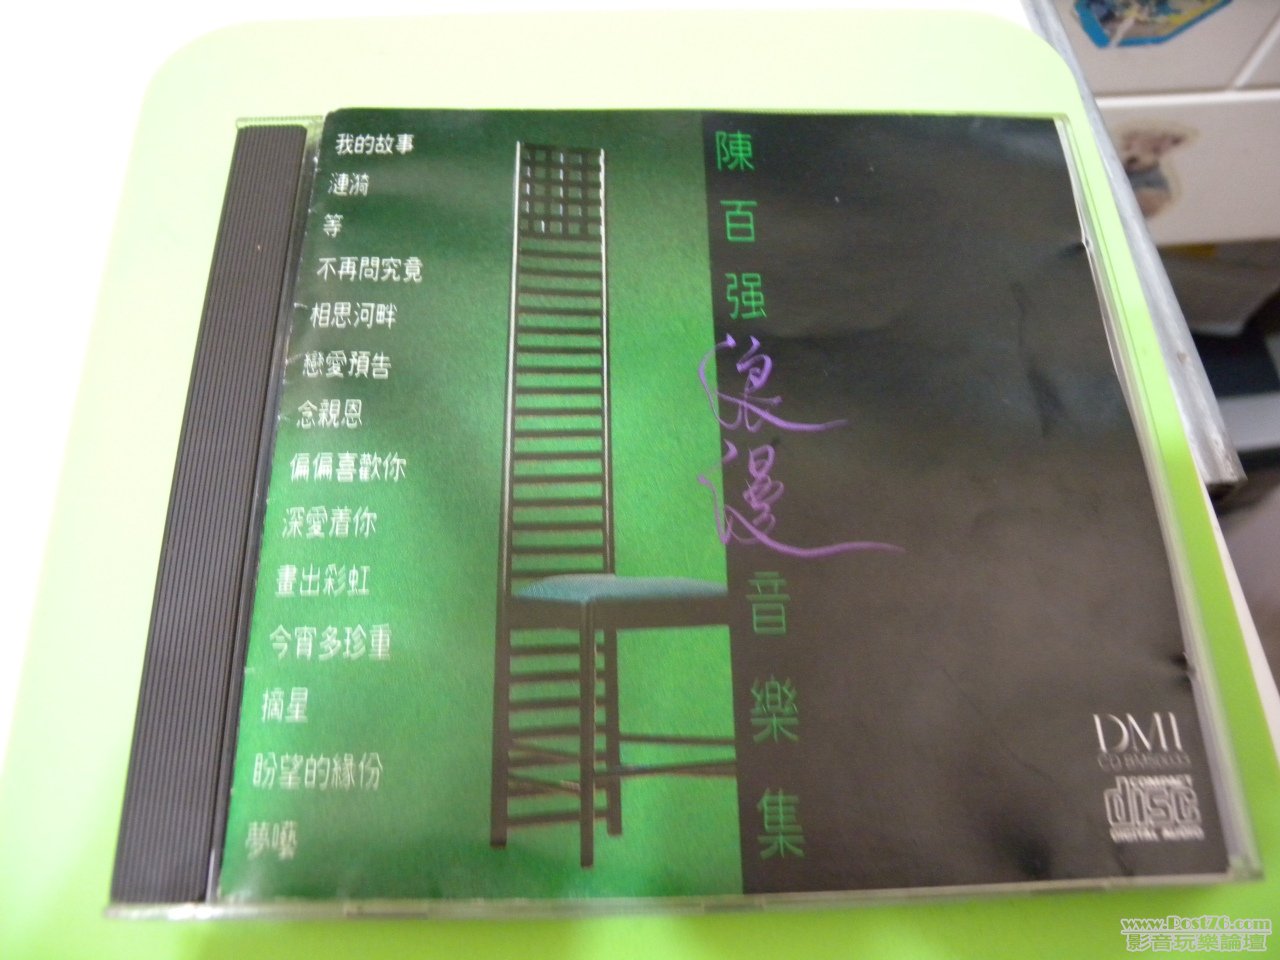 我的故事
漣漪
等
不再問究竟
相思河畔
戀愛預告
念親恩
偏偏喜歡你
深愛着你
畫出彩虹
今宵多珍重
摘星
盼望的緣份
夢囈
陳百强浪漫音樂集
DMI
COMPACT
disc
DIGITAL AUDIO
www.Post76.com
影音玩樂論壇